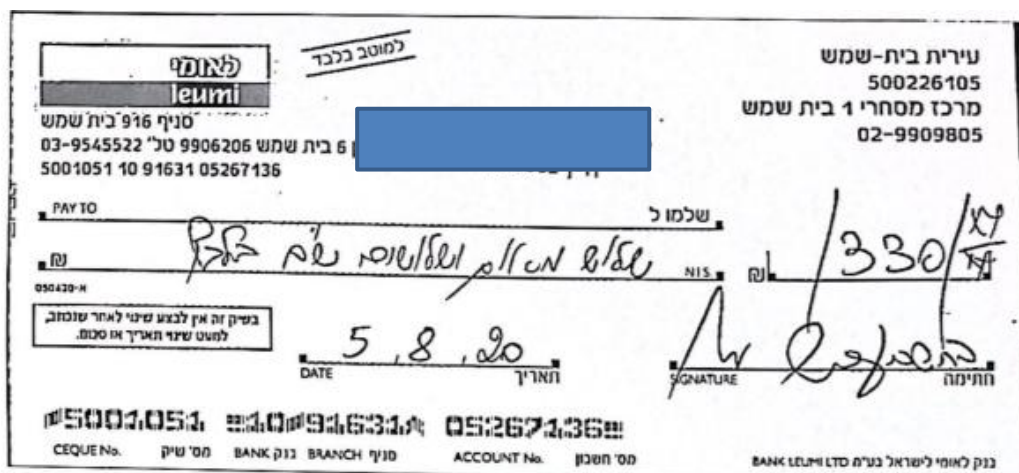 לאומי
leumi
למוטב בלבד
עירית בית-שמש
500226105
מרכז מסחרי 1 בית שמש
02-9909805
סניף 916 בית שמש
6 בית שמש 9906206 טל' 03-9545522
5001051 10 91631 05267136
PAY TO שלמו ל
₪ שלוש מאות ושלושים ש"ח בלבד NIS ₪ 330
א-050420
בשיק זה אין לבצע שינוי לאחר שנכתב,
למעט שינוי תאריך או סכום.
5.8.20
DATE תאריך
SIGNATURE חתימה
5001051 10 91631 05267136
CEQUE No. מס' שיק BANK בנק BRANCH סניף ACCOUNT No. מס' חשבון
BANK LEUMI LTD בנק לאומי לישראל בע"מ